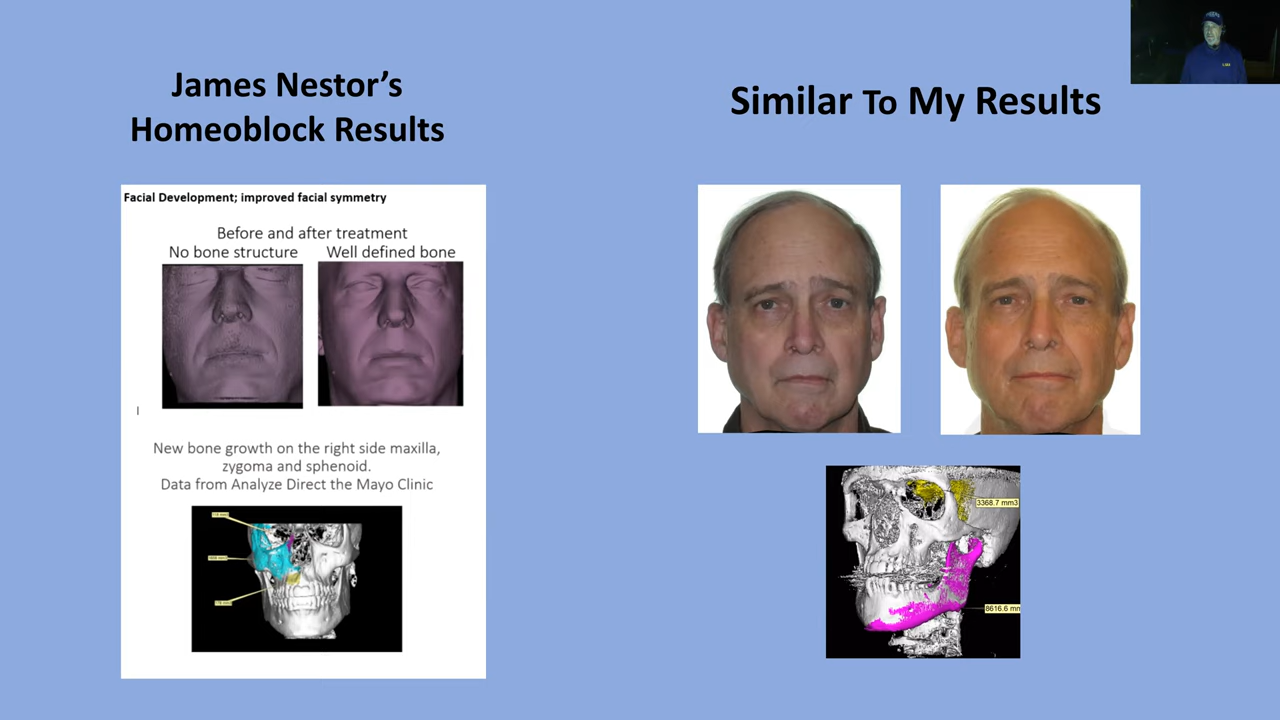 James Nestor's
Homeoblock Results
Facial Development; improved facial symmetry
Before and after treatment
No bone structure Well defined bone
New bone growth on the right side maxilla,
zygoma and sphenoid.
Data from Analyze Direct the Mayo Clinic
Similar To My Results
3368.7 mm3
8616.6 mm